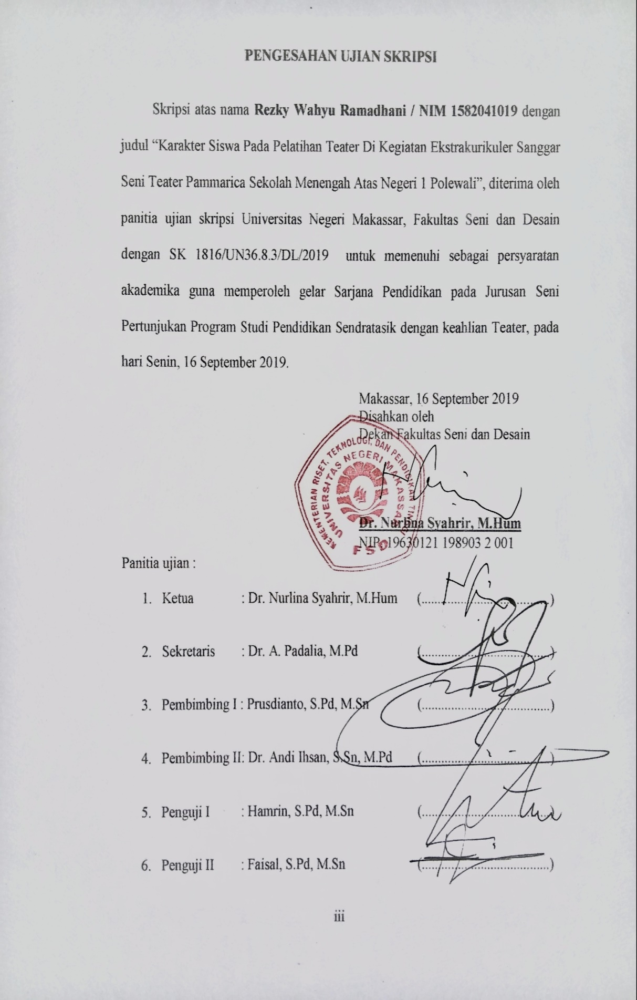 PENGESAHAN UJIAN SKRIPSI
Skripsi atas nama Rezky Wahyu Ramadhani / NIM 1582041019 dengan
judul “Karakter Siswa Pada Pelatihan Teater Di Kegiatan Ekstrakurikuler Sanggar
Seni Teater Pammarica Sekolah Menengah Atas Negeri 1 Polewali”, diterima oleh
panitia ujian skripsi Universitas Negeri Makassar, Fakultas Seni dan Desain
dengan SK 1816/UN36.8.3/DL/2019 untuk memenuhi sebagai persyaratan
akademika guna memperoleh gelar Sarjana Pendidikan pada Jurusan Seni
Pertunjukan Program Studi Pendidikan Sendratasik dengan keahlian Teater, pada
hari Senin, 16 September 2019.
Makassar, 16 September 2019
Disahkan oleh
Dekan Fakultas Seni dan Desain
KEMENTERIAN RISET, TEKNOLOGI, DAN PENDIDIKAN TINGGI
UNIVERSITAS NEGERI MAKASSAR
FSD
Dr. Nurlina Syahrir, M.Hum
NIP. 19630121 198903 2 001
Panitia ujian :
1. Ketua : Dr. Nurlina Syahrir, M.Hum (....................................)
2. Sekretaris : Dr. A. Padalia, M.Pd (....................................)
3. Pembimbing I : Prusdianto, S.Pd, M.Sn (....................................)
4. Pembimbing II: Dr. Andi Ihsan, S.Sn, M.Pd (....................................)
5. Penguji I : Hamrin, S.Pd, M.Sn (....................................)
6. Penguji II : Faisal, S.Pd, M.Sn (....................................)
iii